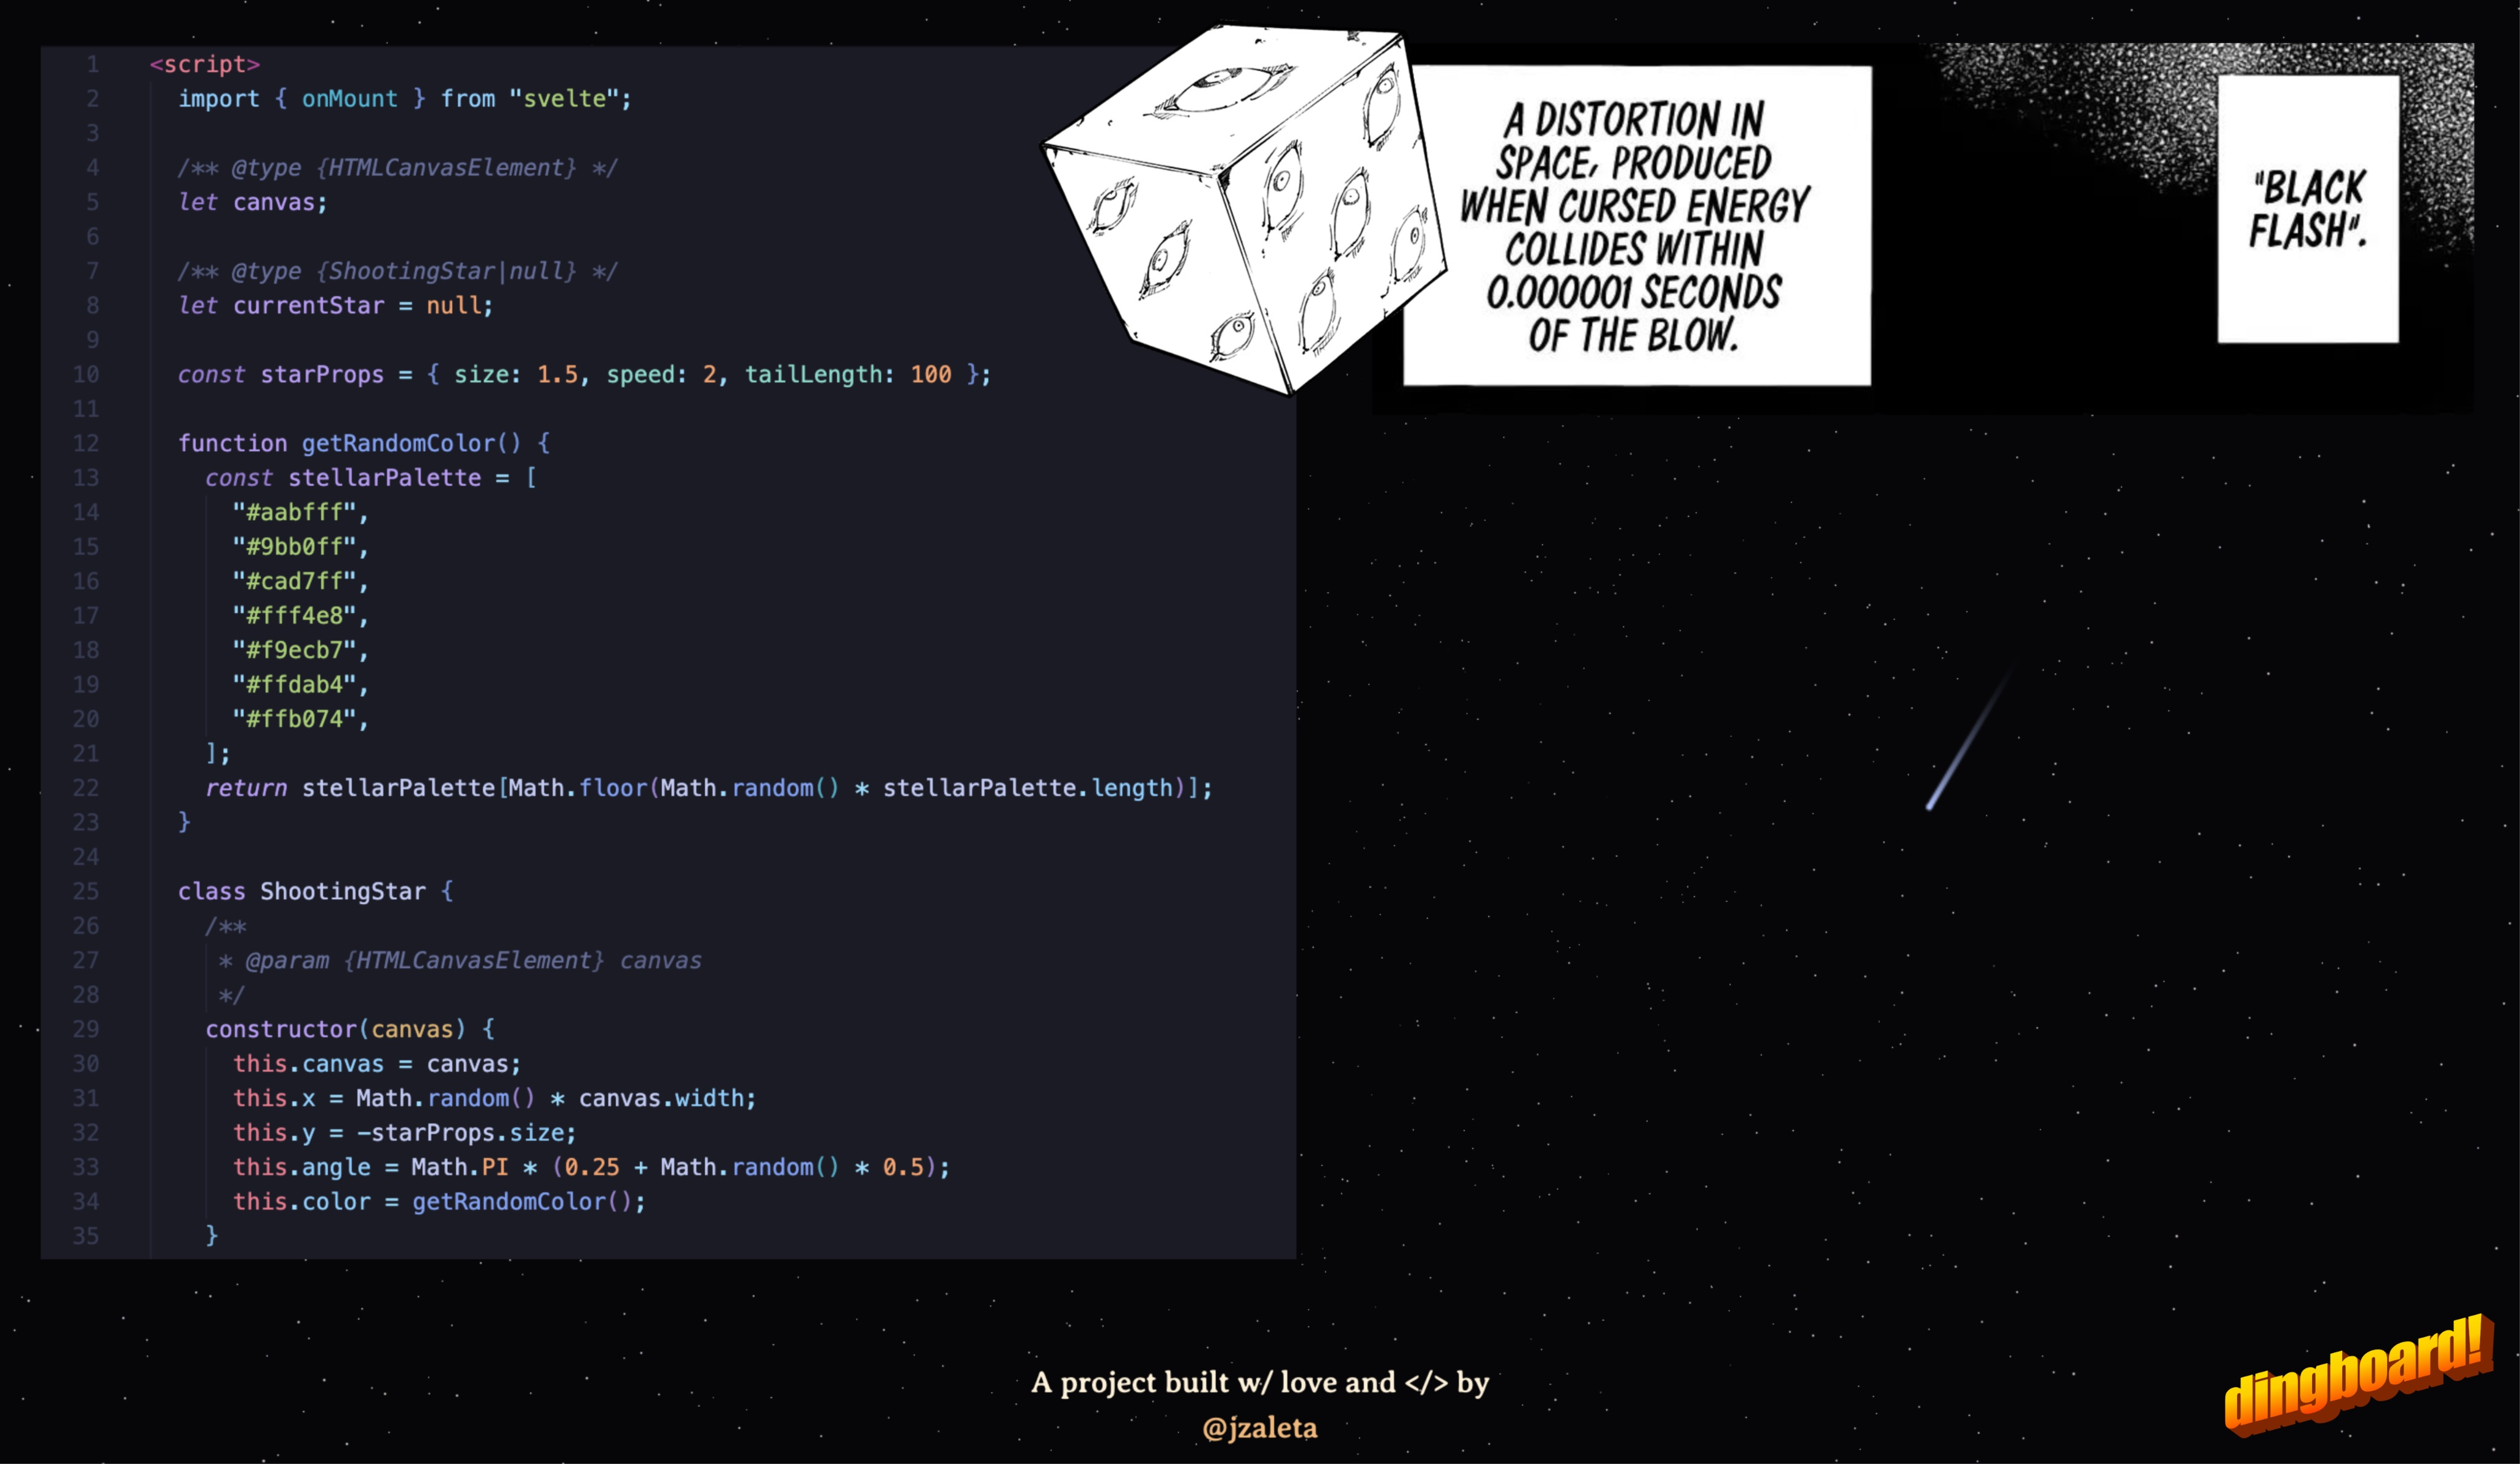 1 <script>
2 import { onMount } from "svelte";
3
4 /** @type {HTMLCanvasElement} */
5 let canvas;
6
7 /** @type {ShootingStar|null} */
8 let currentStar = null;
9
10 const starProps = { size: 1.5, speed: 2, tailLength: 100 };
11
12 function getRandomColor() {
13 const stellarPalette = [
14 "#aabfff",
15 "#9bb0ff",
16 "#cad7ff",
17 "#fff4e8",
18 "#f9ecb7",
19 "#ffdab4",
20 "#ffb074",
21 ];
22 return stellarPalette[Math.floor(Math.random() * stellarPalette.length)];
23 }
24
25 class ShootingStar {
26 /**
27 * @param {HTMLCanvasElement} canvas
28 */
29 constructor(canvas) {
30 this.canvas = canvas;
31 this.x = Math.random() * canvas.width;
32 this.y = -starProps.size;
33 this.angle = Math.PI * (0.25 + Math.random() * 0.5);
34 this.color = getRandomColor();
35 }
A DISTORTION IN
SPACE, PRODUCED
WHEN CURSED ENERGY
COLLIDES WITHIN
0.000001 SECONDS
OF THE BLOW.
"BLACK
FLASH".
A project built w/ love and </> by
@jzaleta
dingboard!